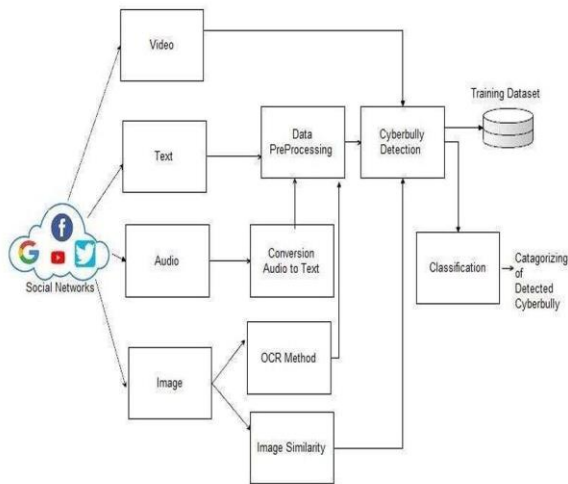 Video
Training Dataset
Text
Data
PreProcessing
Cyberbully
Detection
f
G
Social Networks
Audio
Conversion
Audio to Text
Classification
Catagorizing
of
Detected
Cyberbully
Image
OCR Method
Image Similarity